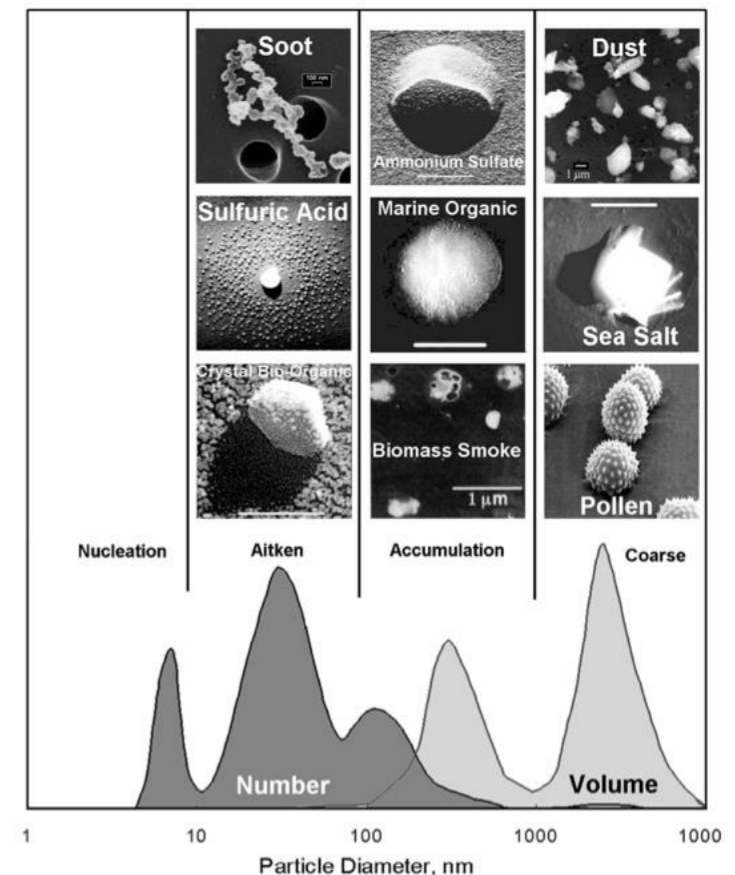 Soot
100 nm
Dust
Ammonium Sulfate
1 µm
Sulfuric Acid
Marine Organic
Sea Salt
Crystal Bio-Organic
Biomass Smoke
1 µm
Pollen
Nucleation
Aitken
Accumulation
Coarse
Number
Volume
1
10
100
1000
1000
Particle Diameter, nm